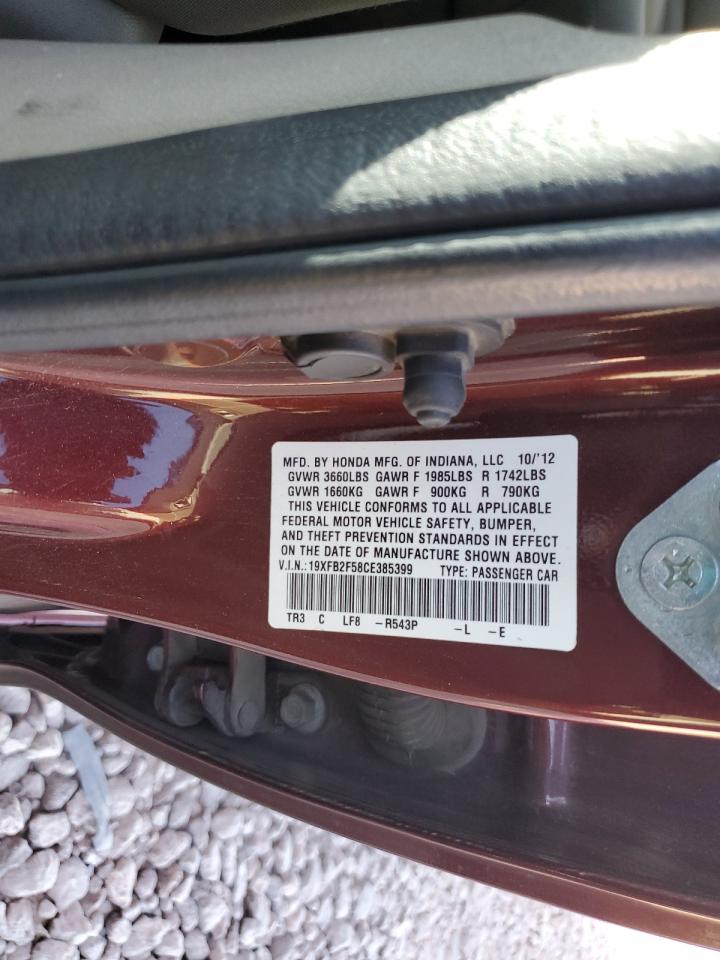 MFD. BY HONDA MFG. OF INDIANA, LLC 10/'12
GVWR 3660LBS GAWR F 1985LBS R 1742LBS
GVWR 1660KG GAWR F 900KG R 790KG
THIS VEHICLE CONFORMS TO ALL APPLICABLE
FEDERAL MOTOR VEHICLE SAFETY, BUMPER,
AND THEFT PREVENTION STANDARDS IN EFFECT
ON THE DATE OF MANUFACTURE SHOWN ABOVE.
V.I.N.: 19XFB2F58CE385399 TYPE: PASSENGER CAR
TR3 C LF8 -R543P -L -E